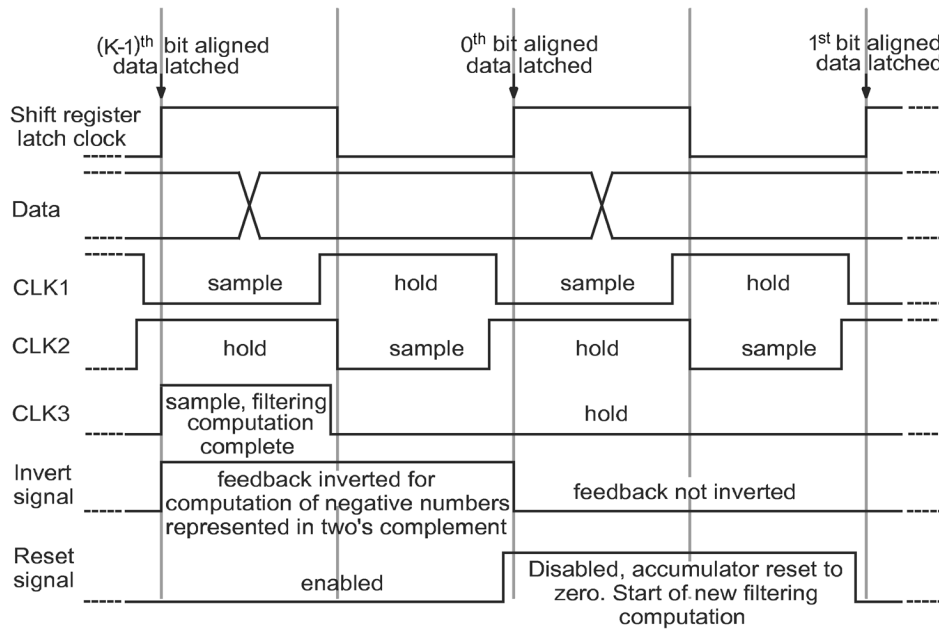 (K-1)th bit aligned
data latched
0th bit aligned
data latched
1st bit aligned
data latched
Shift register
latch clock
Data
CLK1
sample
hold
sample
hold
CLK2
hold
sample
hold
sample
CLK3
sample, filtering
computation
complete
hold
Invert
signal
feedback inverted for
computation of negative numbers
represented in two's complement
feedback not inverted
Reset
signal
enabled
Disabled, accumulator reset to
zero. Start of new filtering
computation